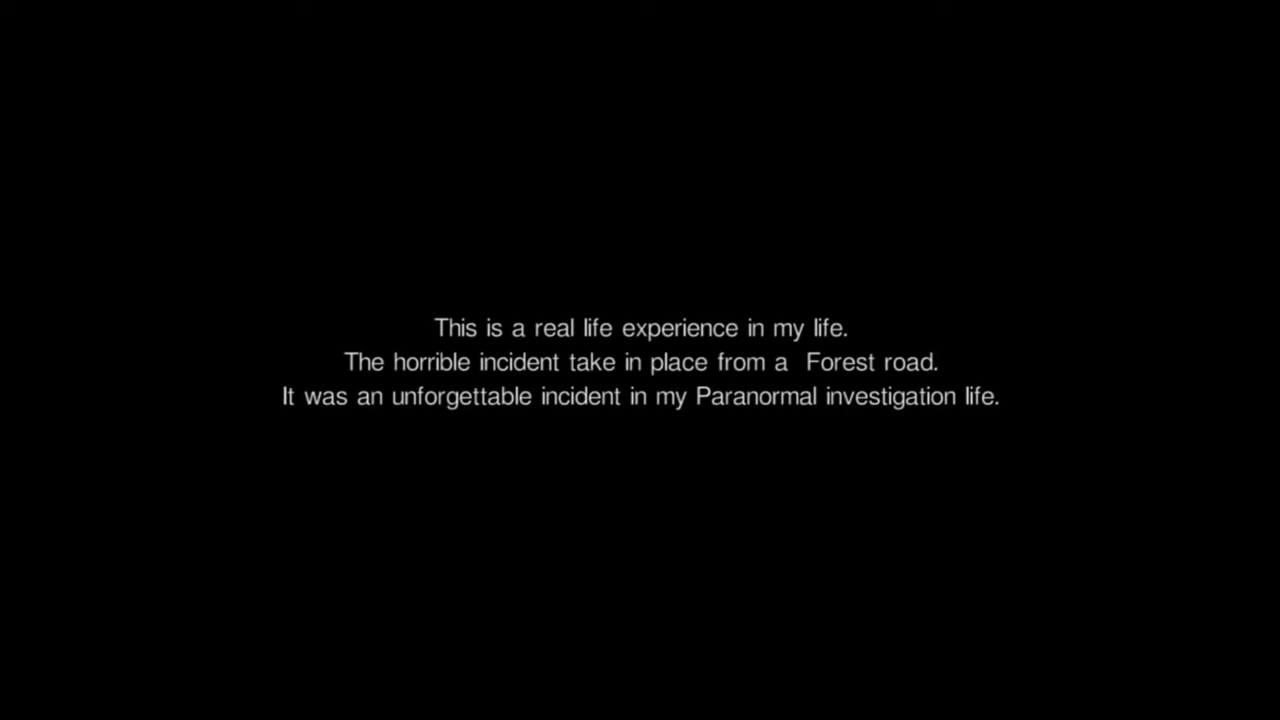 This is a real life experience in my life.
The horrible incident take in place from a  Forest road.
It was an unforgettable incident in my Paranormal investigation life.